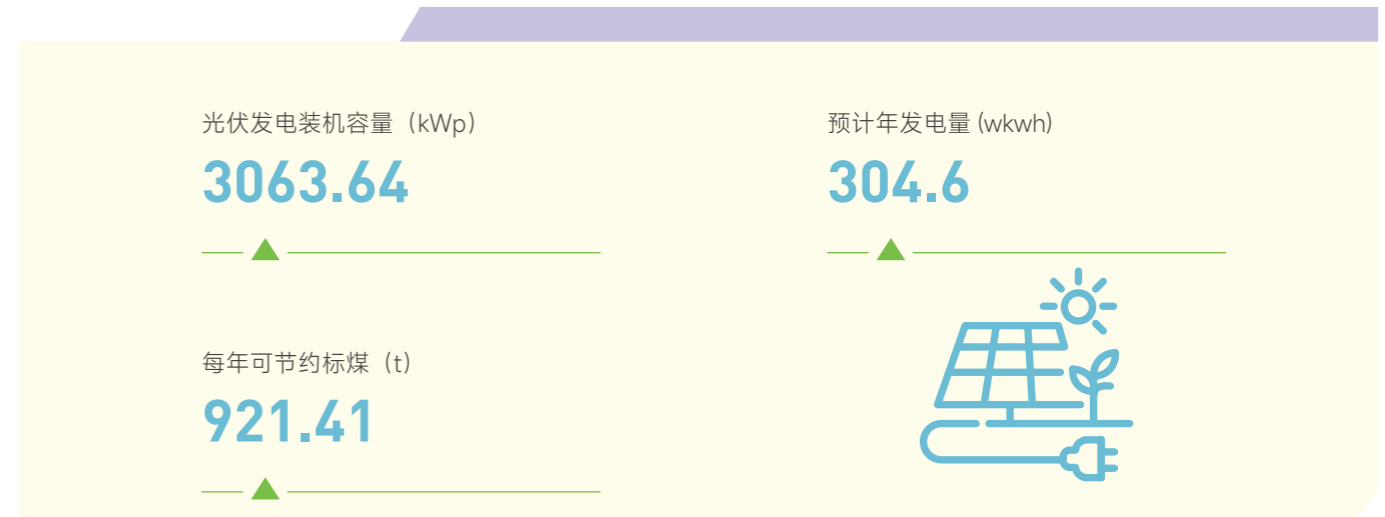 光伏发电装机容量（kWp）
3063.64
预计年发电量 (wkwh)
304.6
每年可节约标煤（t）
921.41